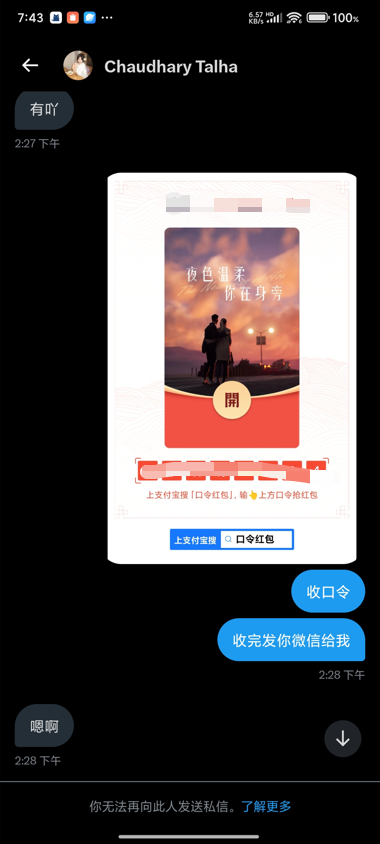 7:43
6.57 KB/s
HD
100%
Chaudhary Talha
有吖
2:27 下午
夜色温柔
你在身旁
開
上支付宝搜「口令红包」, 输👆上方口令抢红包
上支付宝搜 口令红包
收口令
收完发你微信给我
2:28 下午
嗯啊
2:28 下午
你无法再向此人发送私信。了解更多